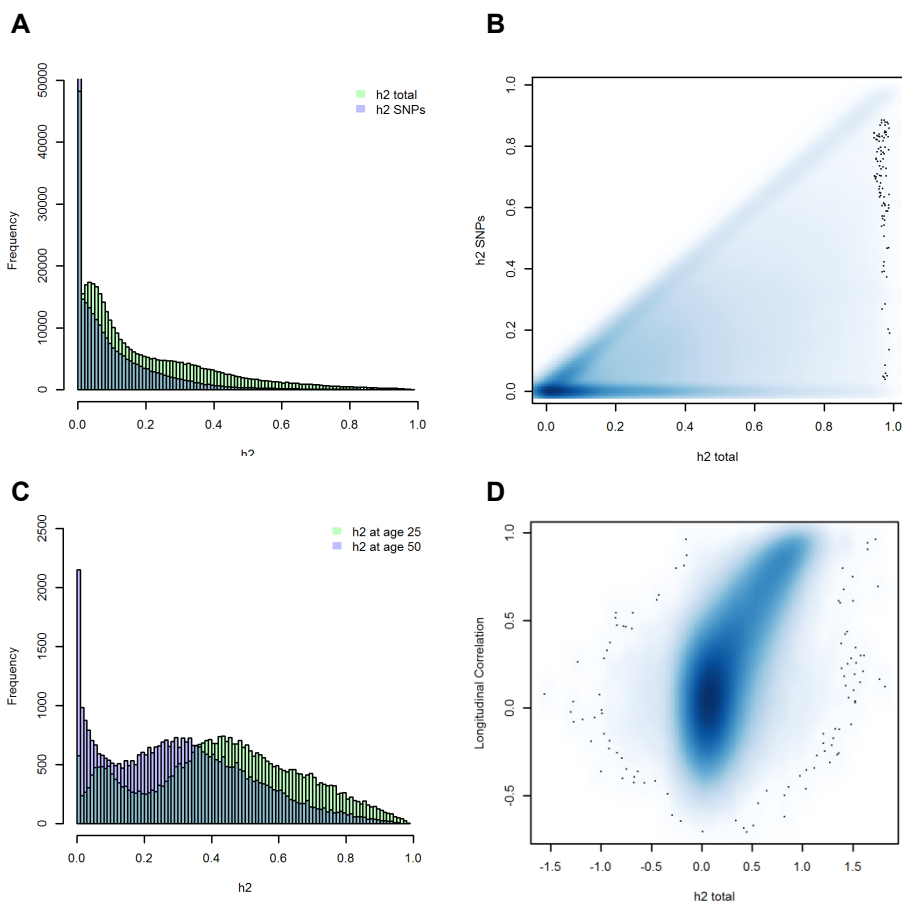 A
50000
40000
30000
20000
10000
0
Frequency
h2 total
h2 SNPs
0.0 0.2 0.4 0.6 0.8 1.0
h2
B
1.0
0.8
0.6
0.4
0.2
0.0
h2 SNPs
0.0 0.2 0.4 0.6 0.8 1.0
h2 total
C
2500
2000
1500
1000
500
0
Frequency
h2 at age 25
h2 at age 50
0.0 0.2 0.4 0.6 0.8 1.0
h2
D
1.0
0.5
0.0
-0.5
Longitudinal Correlation
-1.5 -1.0 -0.5 0.0 0.5 1.0 1.5
h2 total